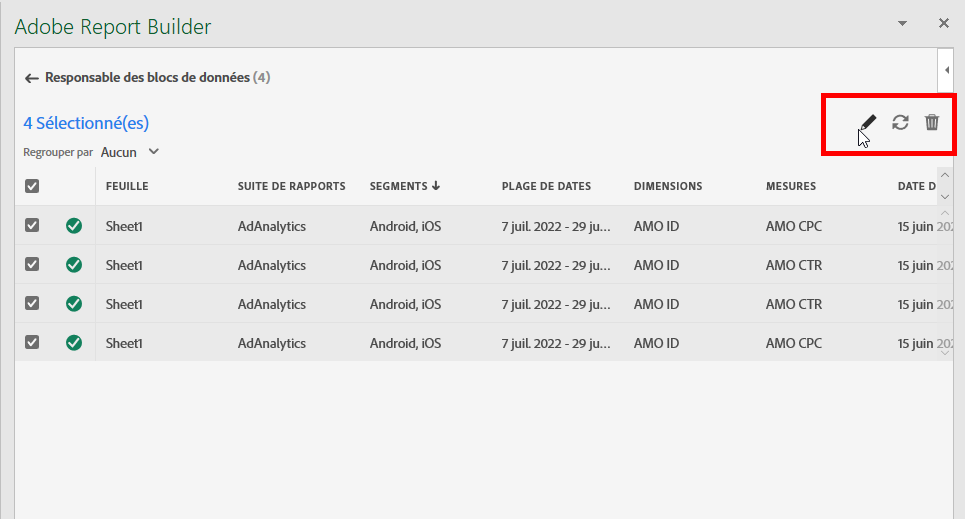 Adobe Report Builder
Responsable des blocs de données (4)
4 Sélectionné(es)
Regrouper par Aucun
FEUILLE SUITE DE RAPPORTS SEGMENTS PLAGE DE DATES DIMENSIONS MESURES DATE D
Sheet1 AdAnalytics Android, iOS 7 juil. 2022 - 29 ju... AMO ID AMO CPC 15 juin 202
Sheet1 AdAnalytics Android, iOS 7 juil. 2022 - 29 ju... AMO ID AMO CTR 15 juin 202
Sheet1 AdAnalytics Android, iOS 7 juil. 2022 - 29 ju... AMO ID AMO CTR 15 juin 202
Sheet1 AdAnalytics Android, iOS 7 juil. 2022 - 29 ju... AMO ID AMO CPC 15 juin 202